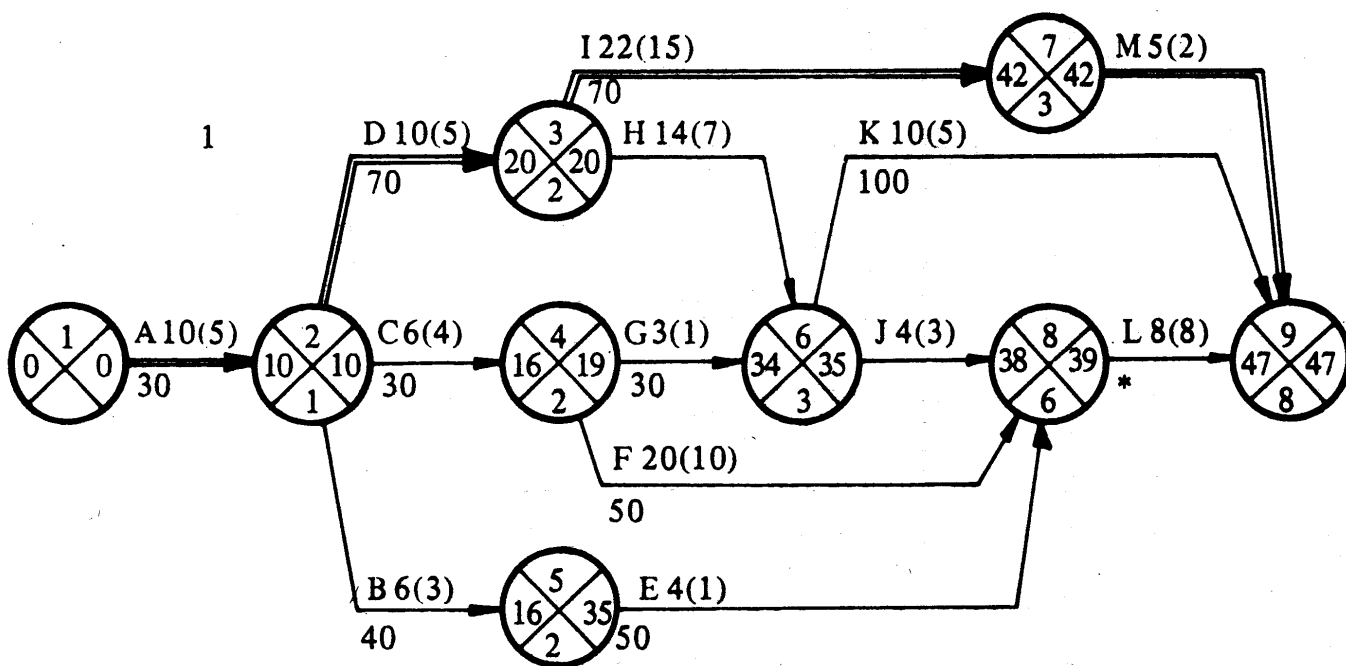 I 22(15)
7
M 5(2)
42 42
70
3
1
D 10(5)
3
H 14(7)
K 10(5)
20 20
70
2
100
1
A 10(5)
2
C 6(4)
4
G 3(1)
6
J 4(3)
8
L 8(8)
9
0 0
10 10
16 19
34 35
38 39
47 47
30
30
30
*
1
2
3
6
8
F 20(10)
50
B 6(3)
5
E 4(1)
16 35
40
2
50